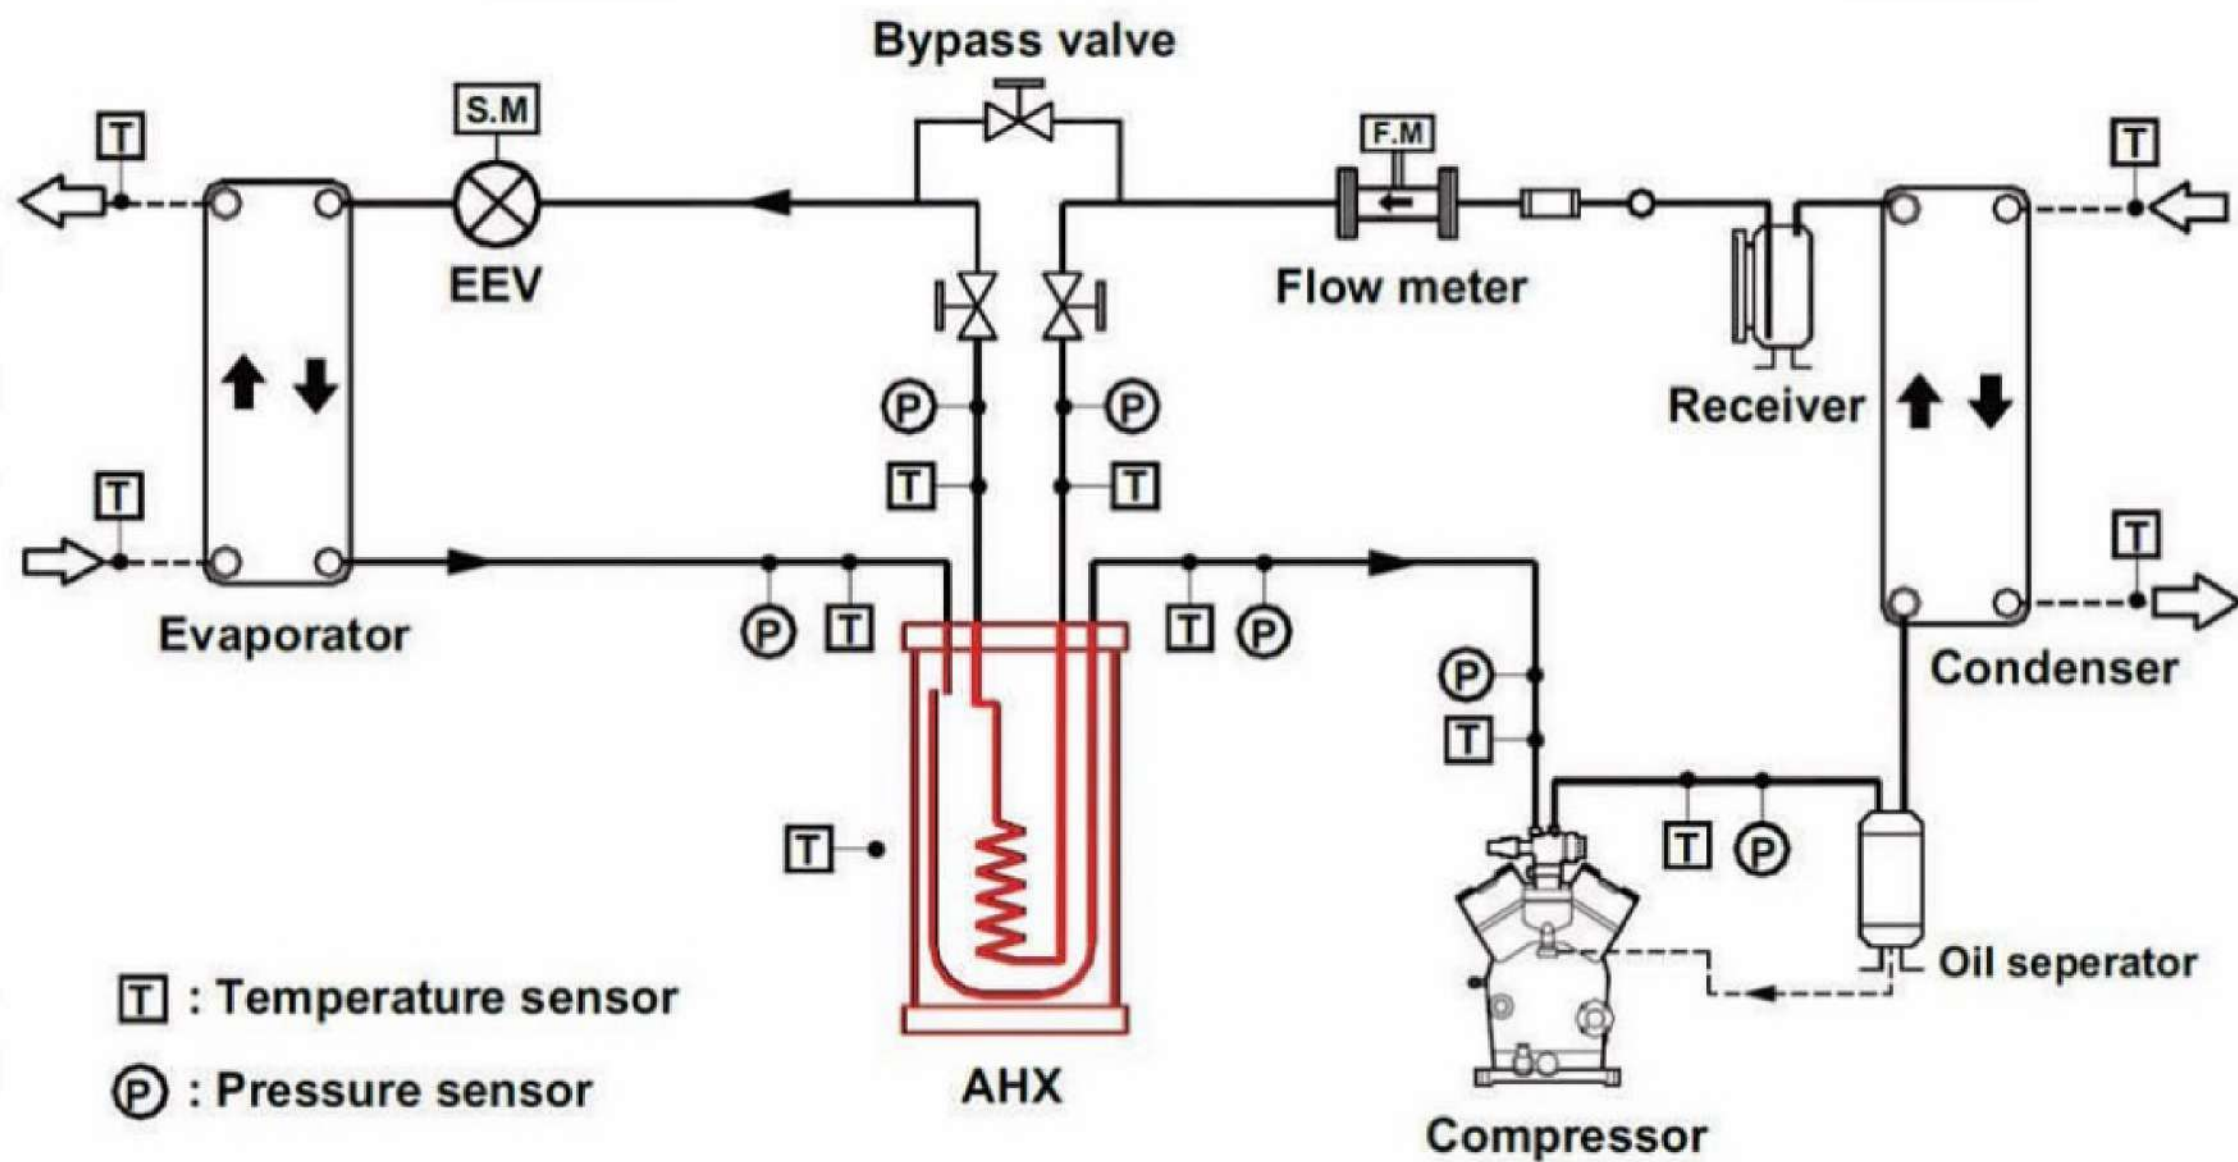 Bypass valve
T
S.M
F.M
T
EEV
Flow meter
P
P
Receiver
T
T
T
T
Evaporator
P
T
T
P
P
Condenser
T
T
T
P
T : Temperature sensor
Oil seperator
P : Pressure sensor
AHX
Compressor